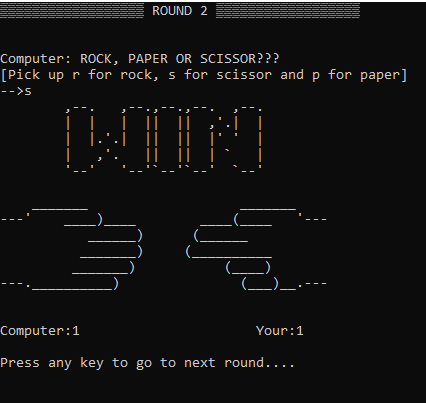 ROUND 2
Computer: ROCK, PAPER OR SCISSOR???
[Pick up r for rock, s for scissor and p for paper]
-->s
WIN
Computer:1 Your:1
Press any key to go to next round....